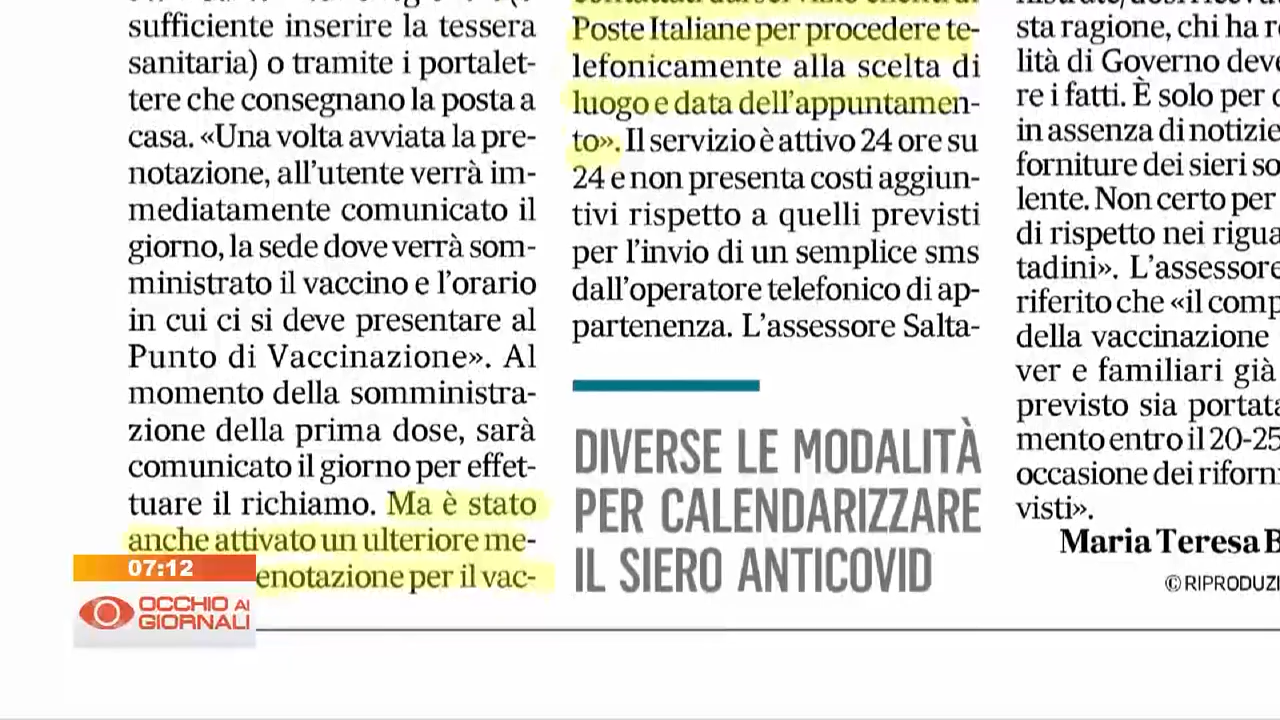 sufficiente inserire la tessera
sanitaria) o tramite i portalet-
tere che consegnano la posta a
casa. «Una volta avviata la pre-
notazione, all'utente verrà im-
mediatamente comunicato il
giorno, la sede dove verrà som-
ministrato il vaccino e l'orario
in cui ci si deve presentare al
Punto di Vaccinazione». Al
momento della somministra-
zione della prima dose, sarà
comunicato il giorno per effet-
tuare il richiamo. Ma è stato
anche attivato un ulteriore me-
enotazione per il vac-
Poste Italiane per procedere te-
lefonicamente alla scelta di
luogo e data dell'appuntamen-
to». Il servizio è attivo 24 ore su
24 e non presenta costi aggiun-
tivi rispetto a quelli previsti
per l'invio di un semplice sms
dall'operatore telefonico di ap-
partenenza. L'assessore Salta-
DIVERSE LE MODALITÀ
PER CALENDARIZZARE
IL SIERO ANTICOVID
sta ragione, chi ha r
lità di Governo deve
re i fatti. È solo per
in assenza di notizie
forniture dei sieri so
lente. Non certo per
di rispetto nei rigua
tadini». L'assessore
riferito che «il comp
della vaccinazione
ver e familiari già
previsto sia portata
mento entro il 20-25
occasione dei riforni
visti».
Maria Teresa B
© RIPRODUZI
07:12
OCCHIO AI
GIORNALI